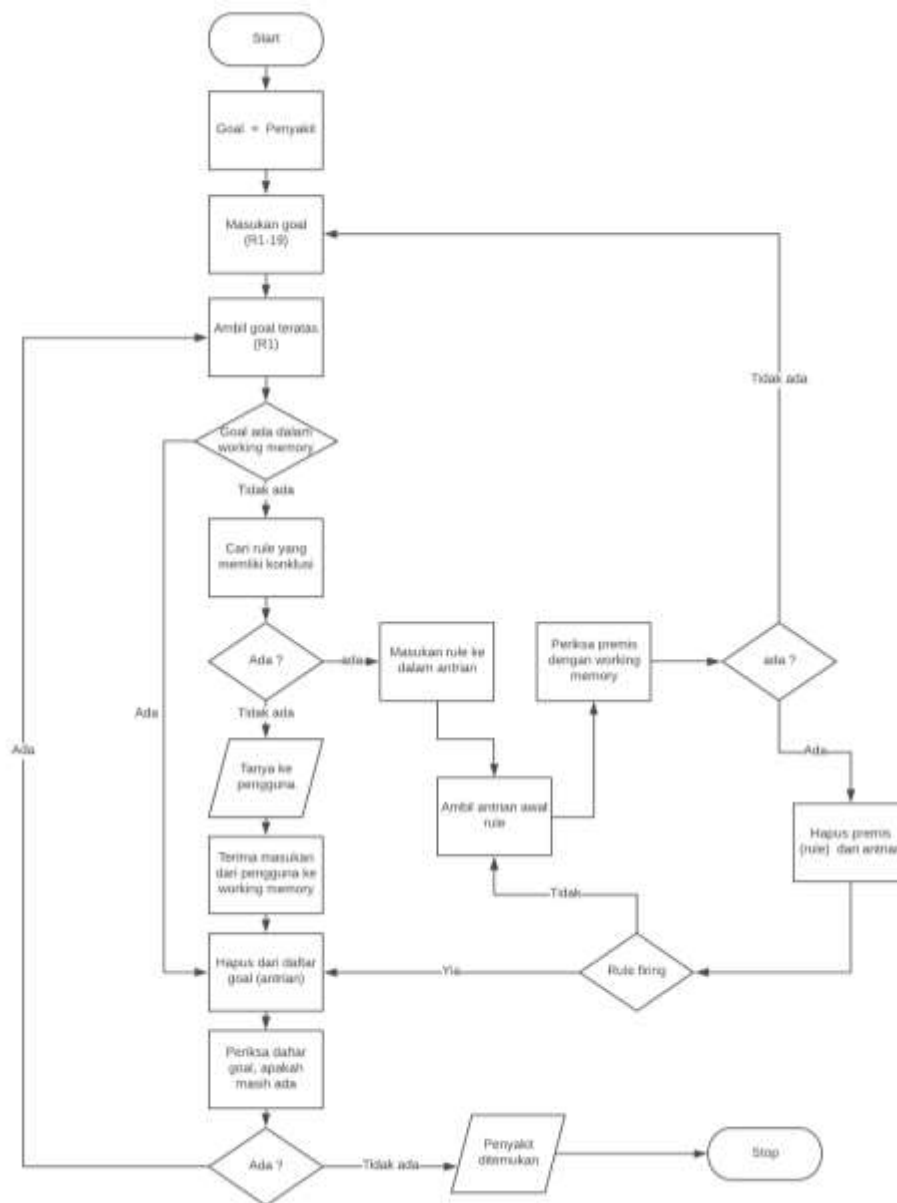 Start
Goal = Penyakit
Masukan goal
(R1-19)
Ambil goal teratas
(R1)
Tidak ada
Goal ada dalam
working memory
Tidak ada
Cari rule yang
memliki konklusi
Ada ?
ada
Masukan rule ke
dalam antrian
Periksa premis
dengan working
memory
ada ?
Ada
Ada
Tidak ada
Ada
Tanya ke
pengguna
Ambil antrian awal
rule
Hapus premis
(rule) dari antrian
Terima masukan
dari pengguna ke
working memory
Tidak
Hapus dari daftar
goal (antrian)
Yia
Rule firing
Periksa daftar
goal, apakah
masih ada
Ada ?
Tidak ada
Penyakit
ditemukan
Stop